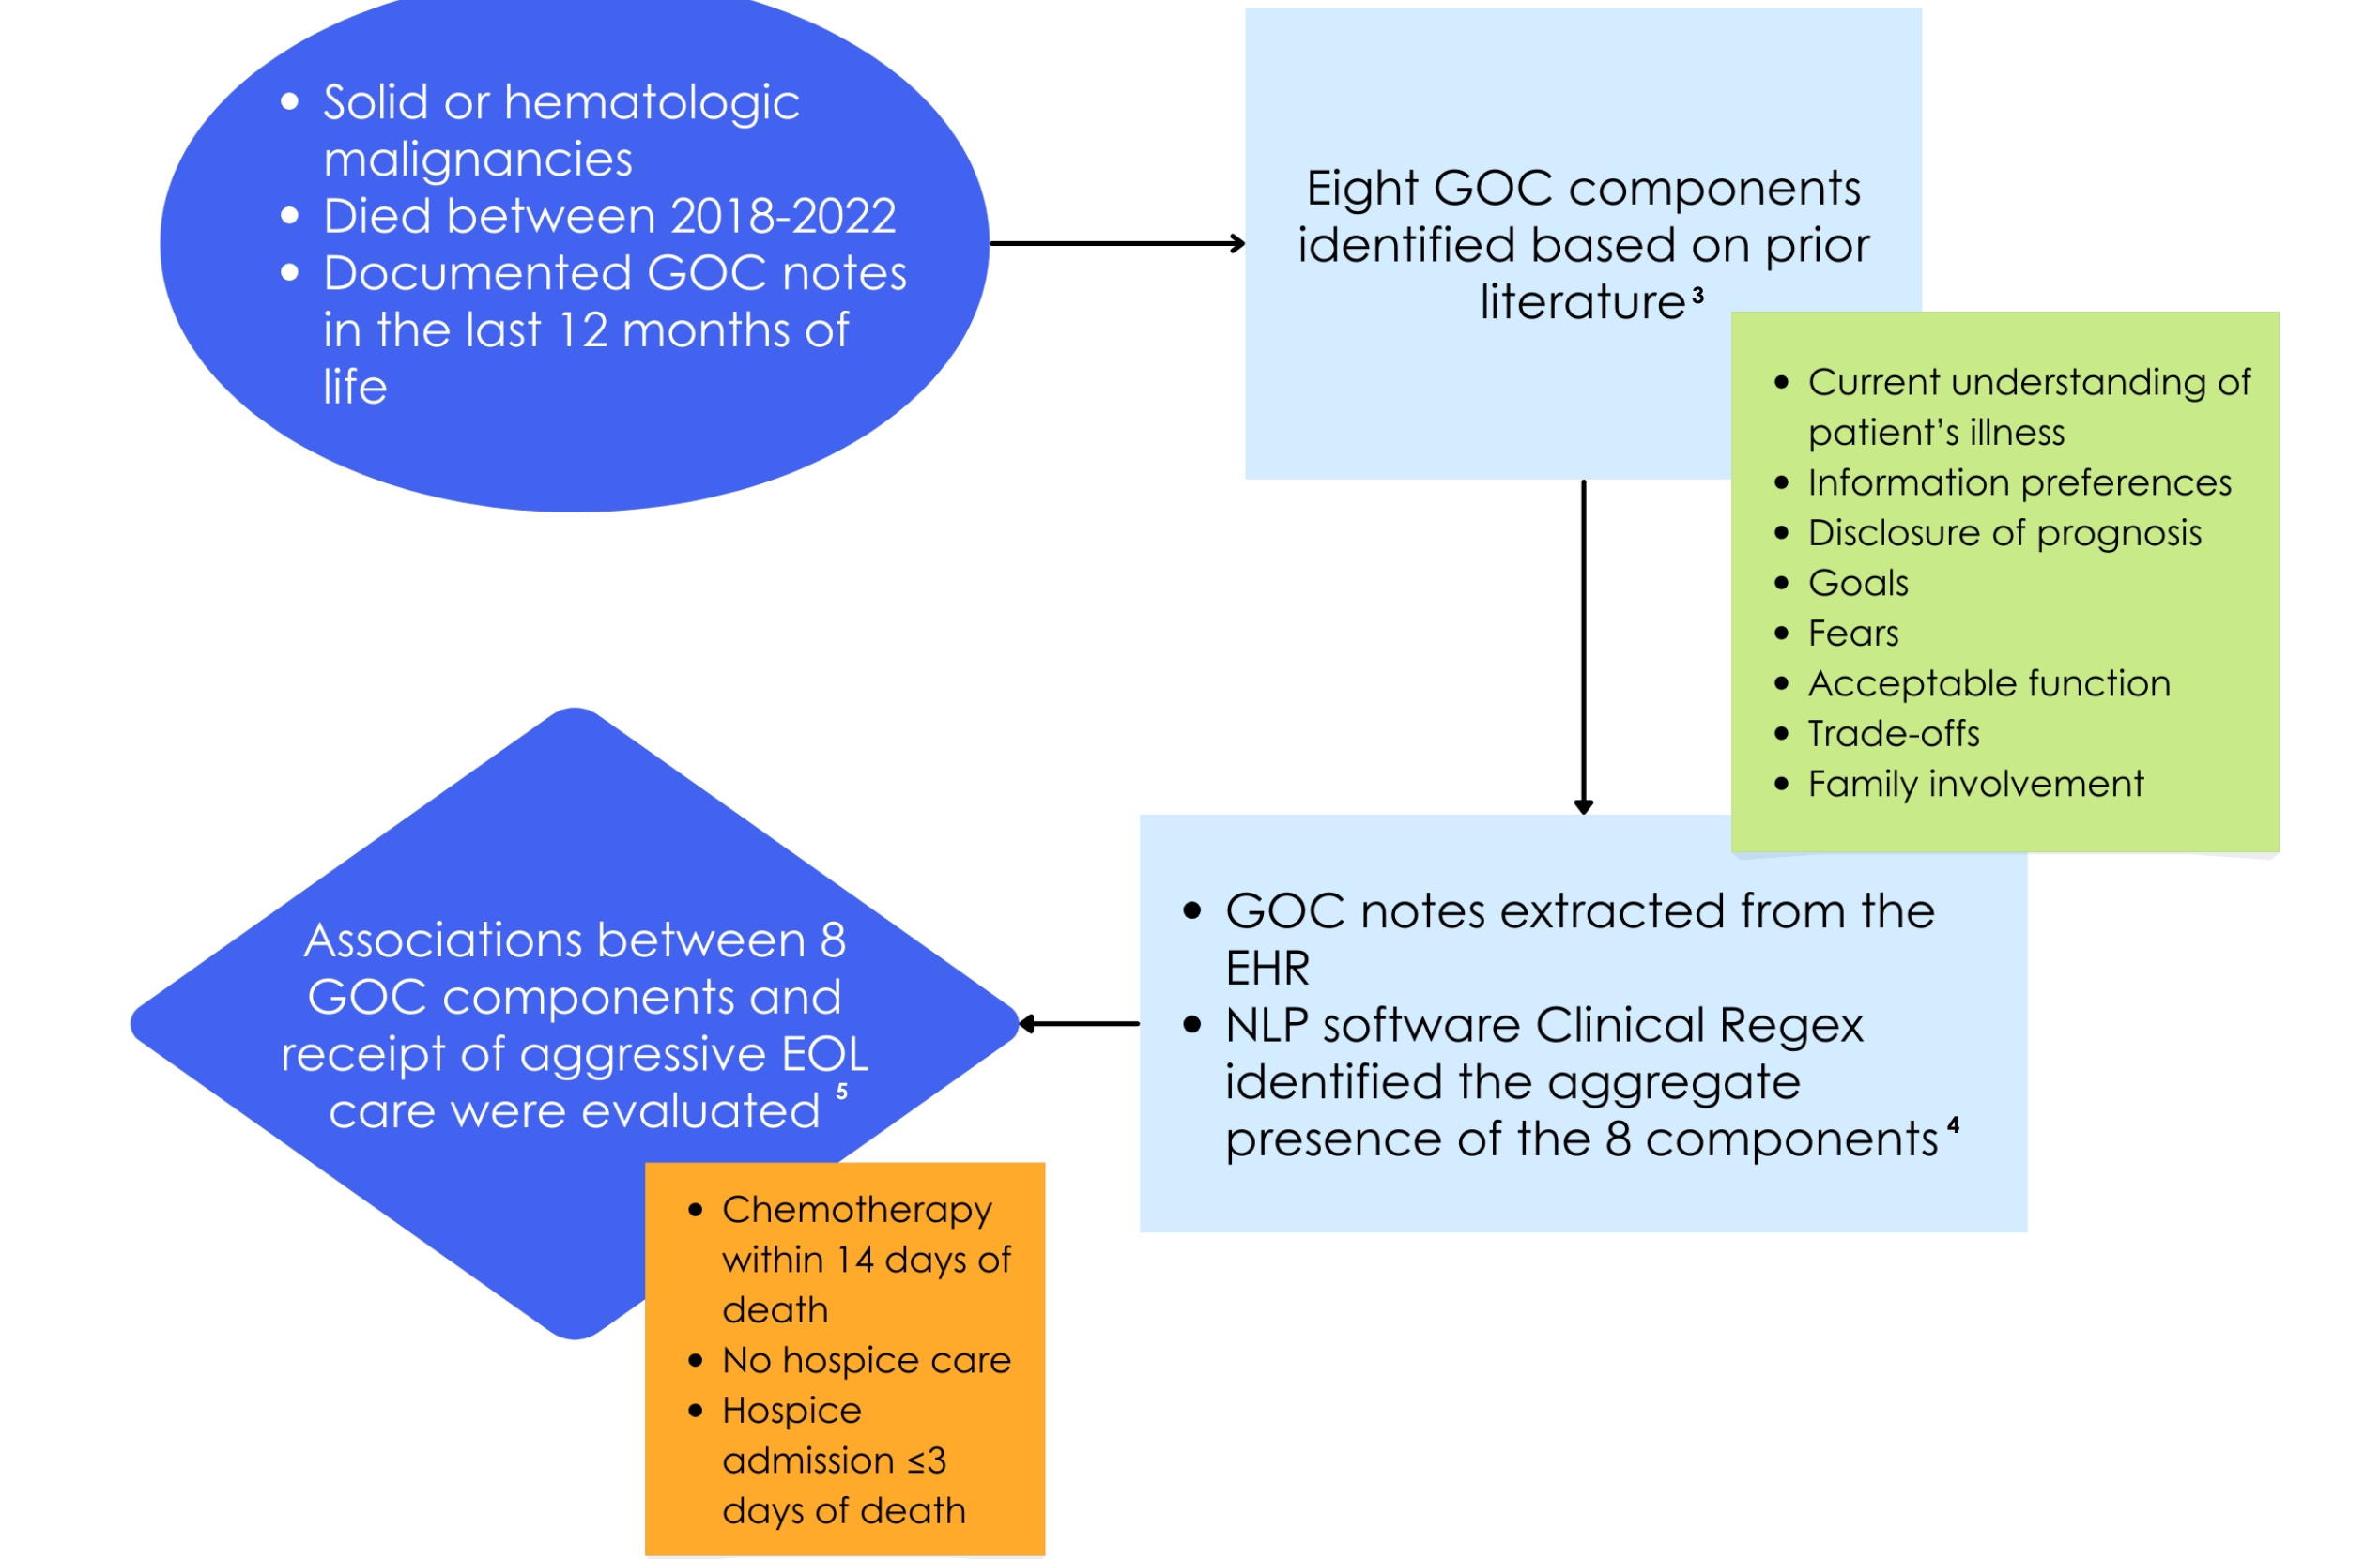 • Solid or hematologic
malignancies
• Died between 2018-2022
• Documented GOC notes
in the last 12 months of
life
Eight GOC components
identified based on prior
literature³
• Current understanding of
patient’s illness
• Information preferences
• Disclosure of prognosis
• Goals
• Fears
• Acceptable function
• Trade-offs
• Family involvement
• GOC notes extracted from the
EHR
• NLP software Clinical Regex
identified the aggregate
presence of the 8 components⁴
Associations between 8
GOC components and
receipt of aggressive EOL
care were evaluated ⁵
• Chemotherapy
within 14 days of
death
• No hospice care
• Hospice
admission ≤3
days of death